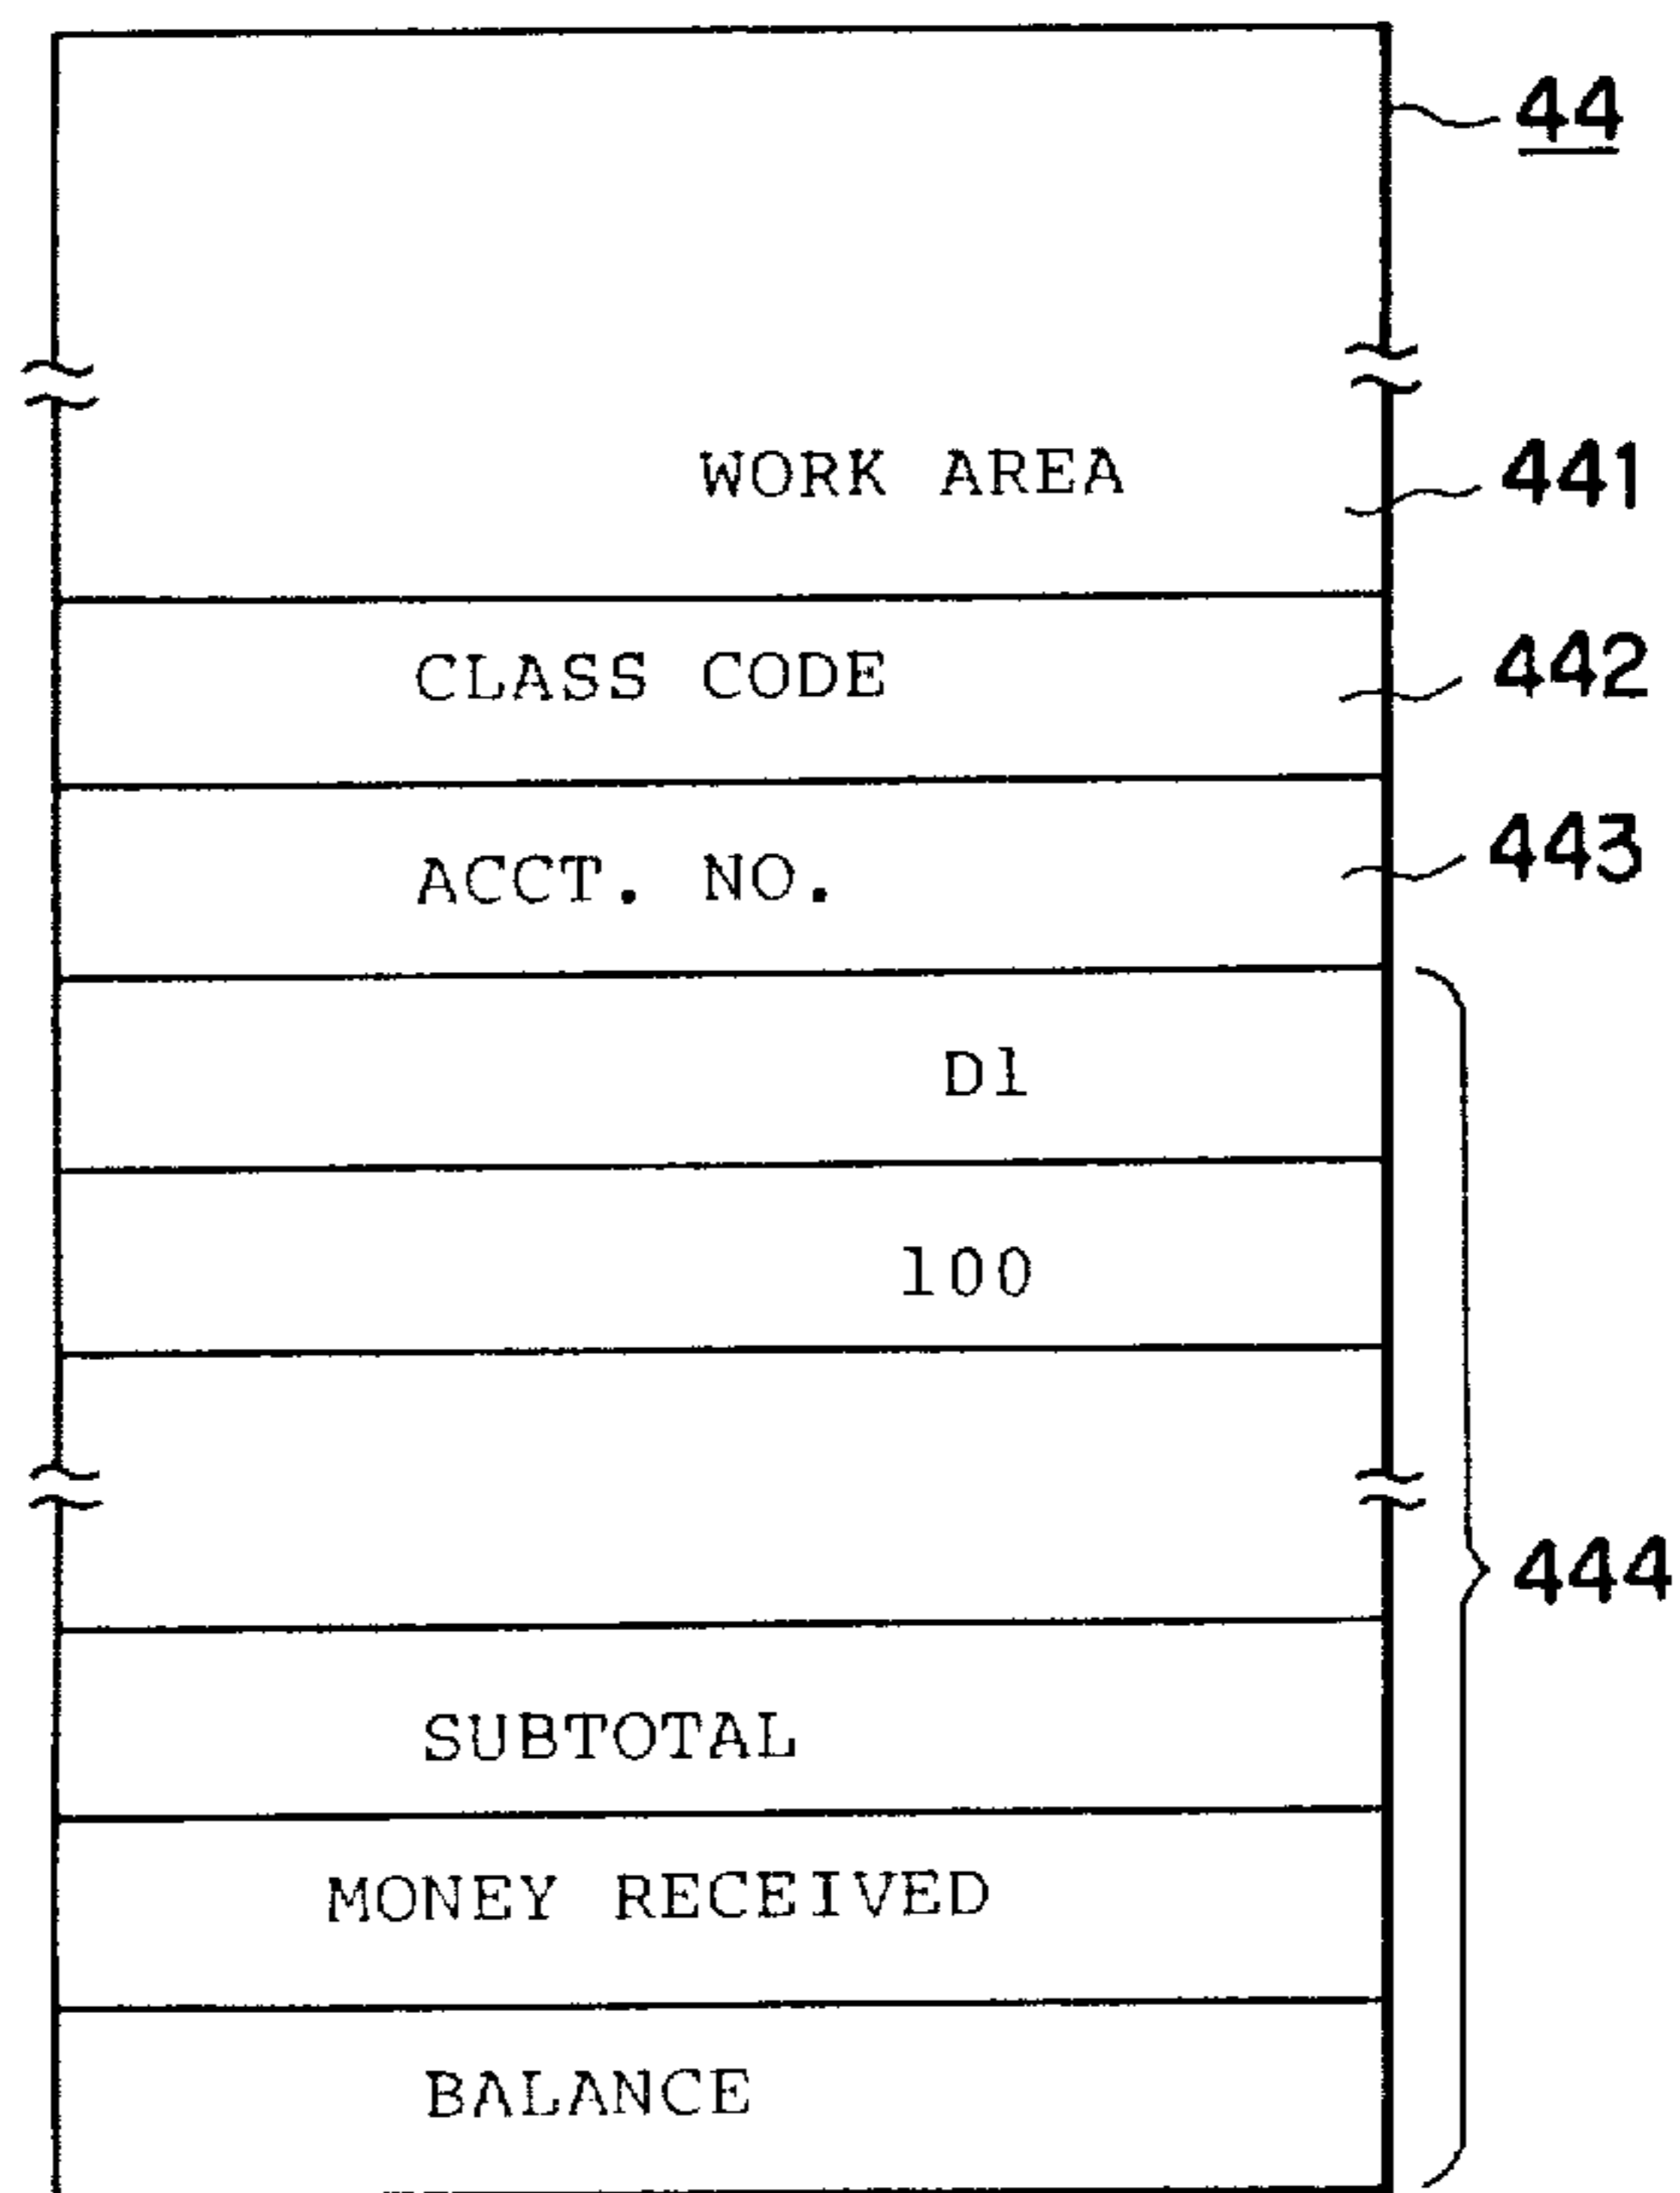 44
WORK AREA 441
CLASS CODE 442
ACCT. NO. 443
D1
100
444
SUBTOTAL
MONEY RECEIVED
BALANCE